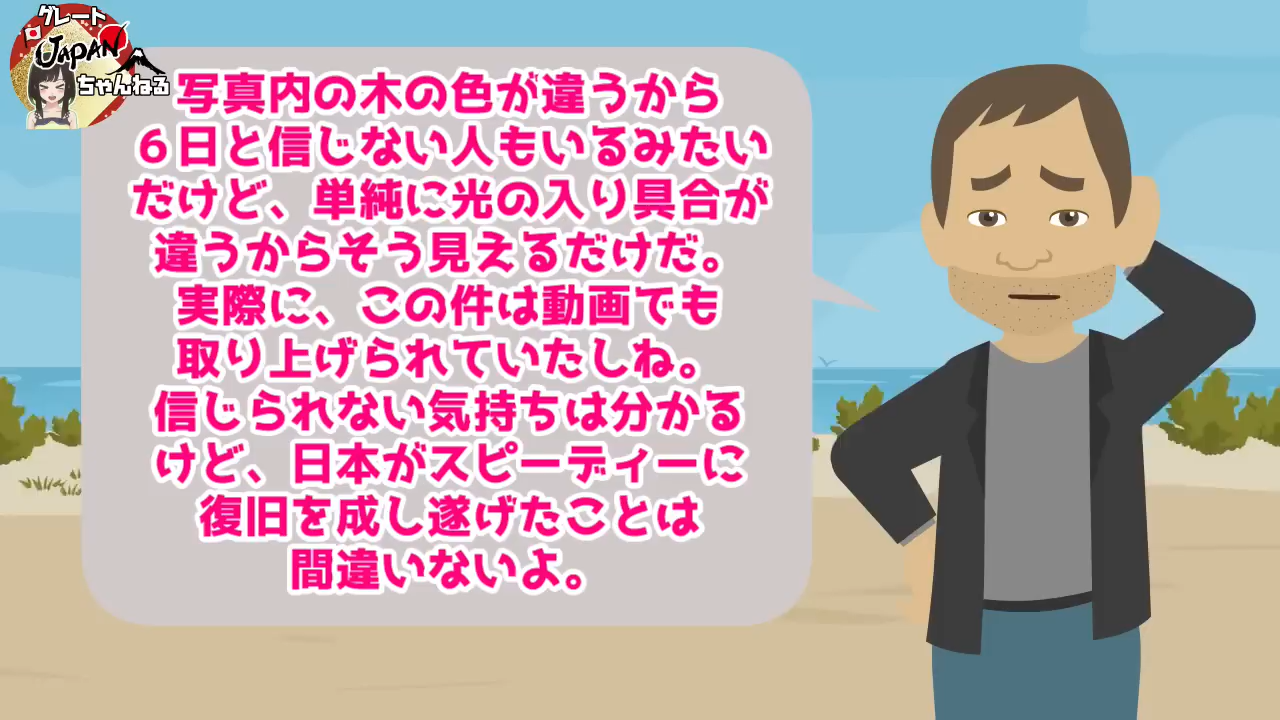 グレート
JAPAN
ちゃんねる
写真内の木の色が違うから
６日と信じない人もいるみたい
だけど、単純に光の入り具合が
違うからそう見えるだけだ。
実際に、この件は動画でも
取り上げられていたしね。
信じられない気持ちは分かる
けど、日本がスピーディーに
復旧を成し遂げたことは
間違いないよ。